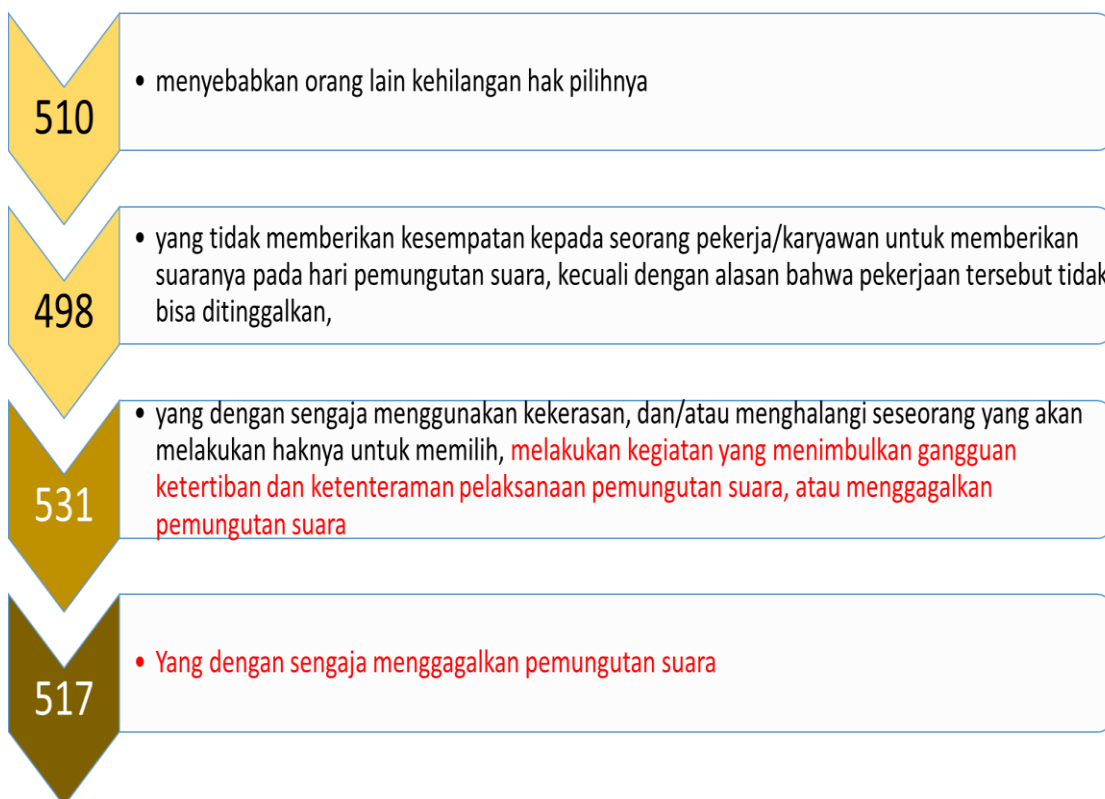 510
• menyebabkan orang lain kehilangan hak pilihnya
498
• yang tidak memberikan kesempatan kepada seorang pekerja/karyawan untuk memberikan
suaranya pada hari pemungutan suara, kecuali dengan alasan bahwa pekerjaan tersebut tidak
bisa ditinggalkan,
531
• yang dengan sengaja menggunakan kekerasan, dan/atau menghalangi seseorang yang akan
melakukan haknya untuk memilih, melakukan kegiatan yang menimbulkan gangguan
ketertiban dan ketenteraman pelaksanaan pemungutan suara, atau menggagalkan
pemungutan suara
517
• Yang dengan sengaja menggagalkan pemungutan suara